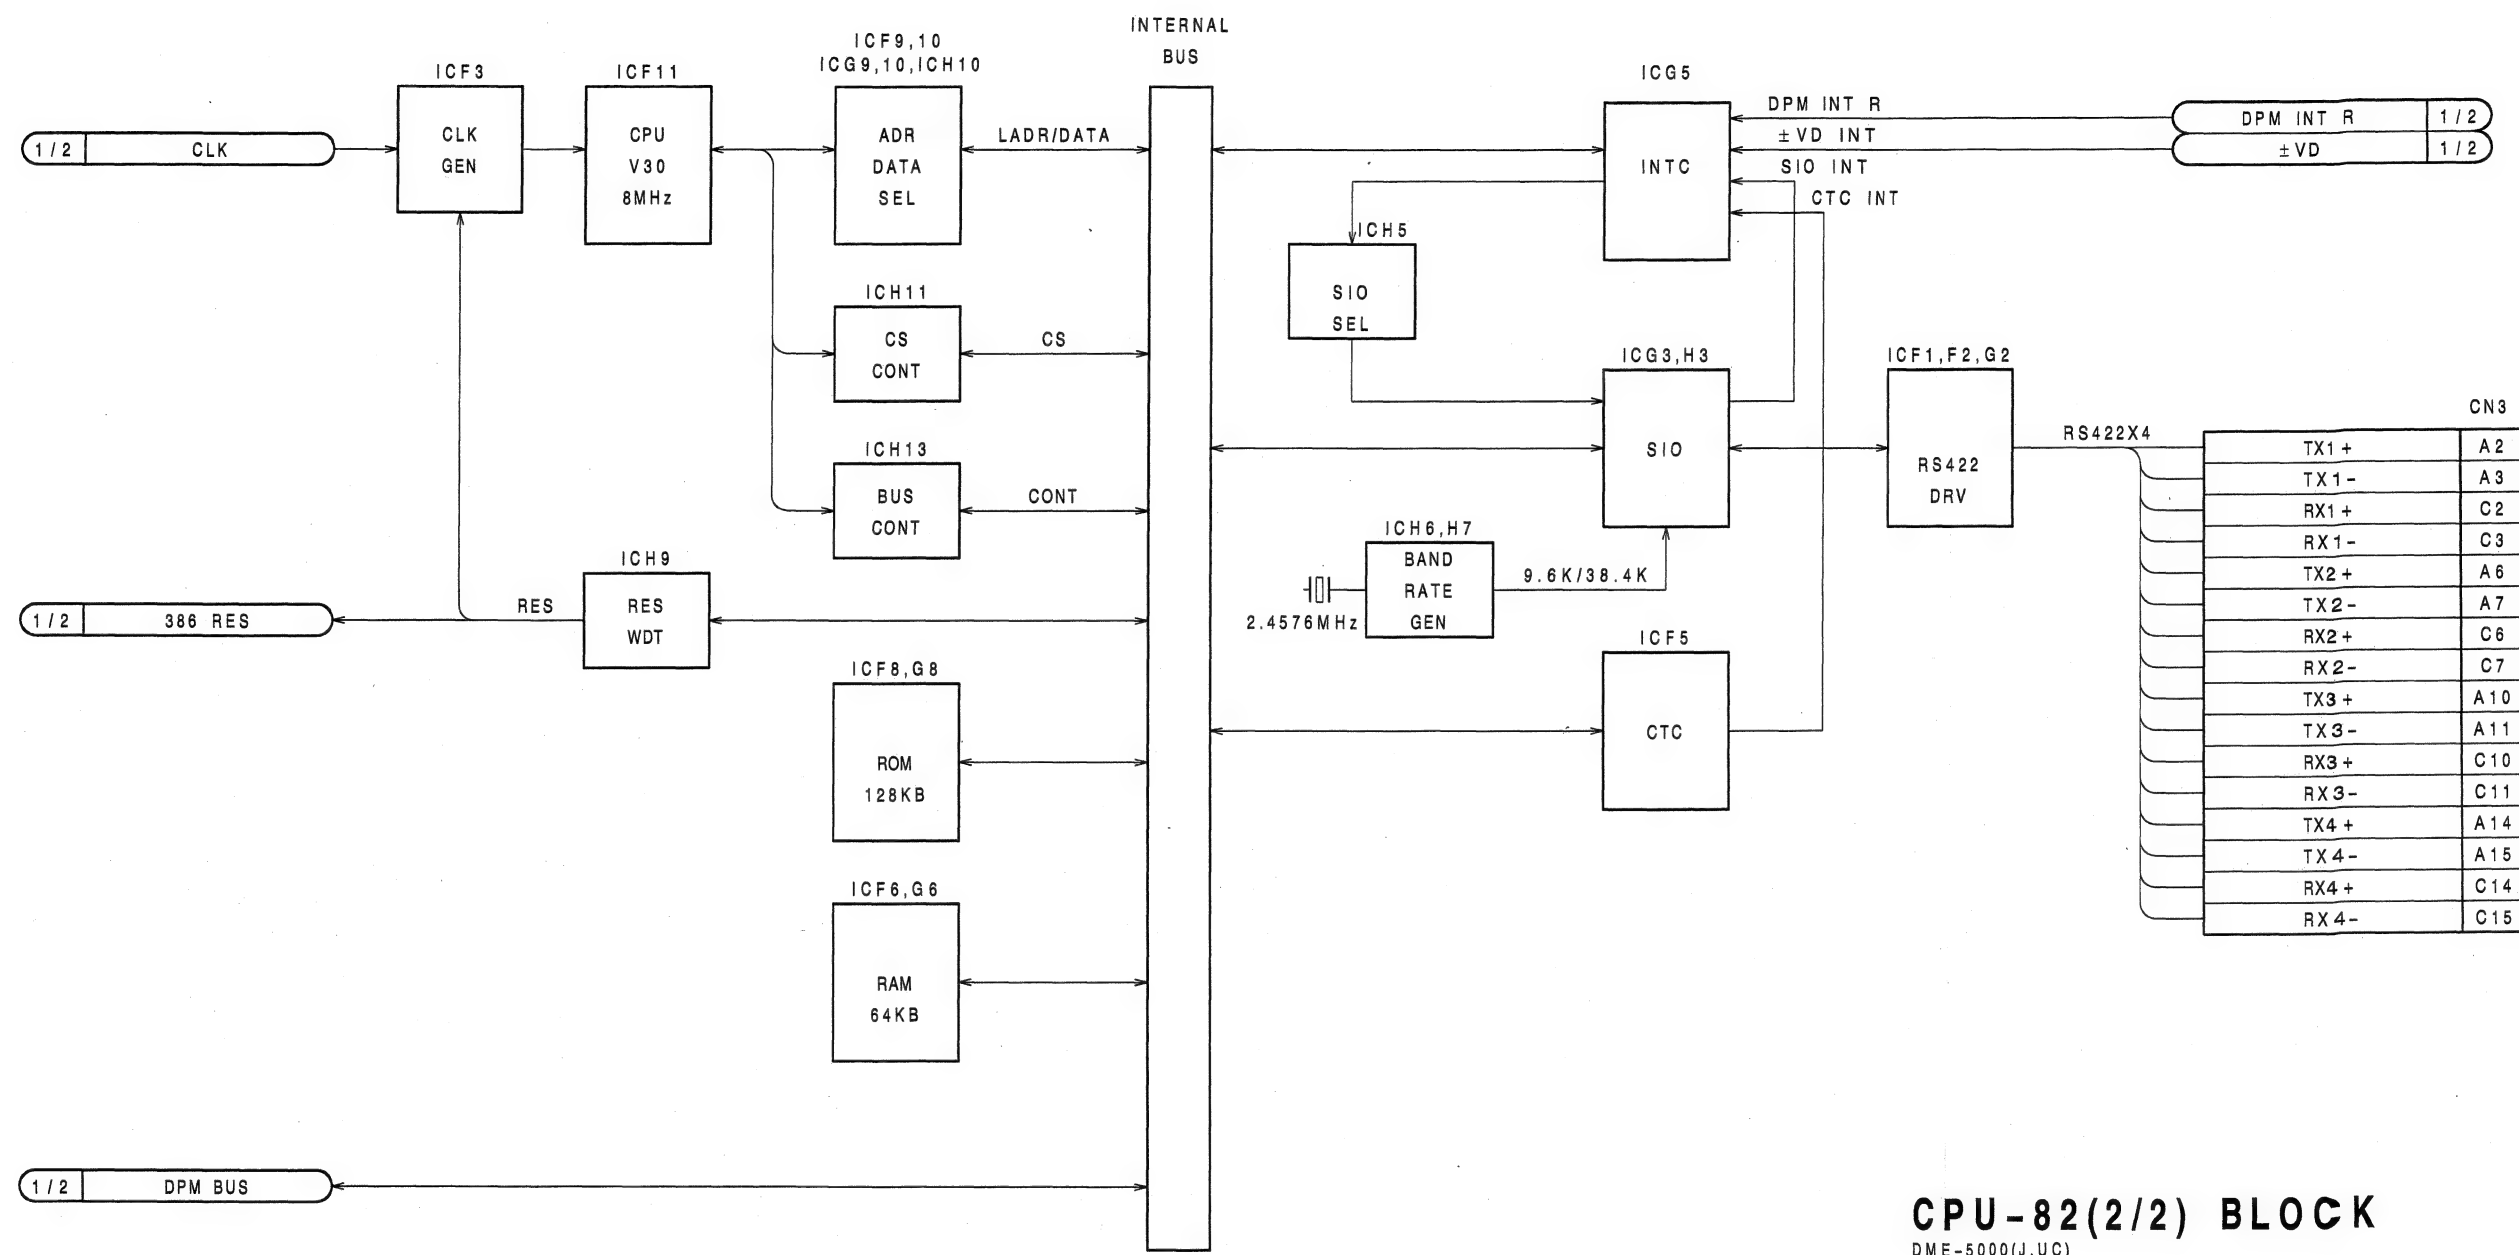 INTERNAL
BUS
ICF9,10
ICG9,10,ICH10
ICF3
ICF11
ICG5
1/2 CLK
CLK
GEN
CPU
V30
8MHz
ADR
DATA
SEL
LADR/DATA
INTC
DPM INT R
±VD INT
SIO INT
CTC INT
DPM INT R 1/2
±VD 1/2
ICH5
SIO
SEL
ICH11
CS
CONT
CS
ICG3,H3
SIO
ICF1,F2,G2
RS422
DRV
RS422X4
ICH13
BUS
CONT
CONT
ICH6,H7
BAND
RATE
GEN
9.6K/38.4K
2.4576MHz
ICH9
RES
WDT
RES
1/2 386 RES
ICF5
CTC
ICF8,G8
ROM
128KB
ICF6,G6
RAM
64KB
1/2 DPM BUS
CN3
TX1+ A2
TX1- A3
RX1+ C2
RX1- C3
TX2+ A6
TX2- A7
RX2+ C6
RX2- C7
TX3+ A10
TX3- A11
RX3+ C10
RX3- C11
TX4+ A14
TX4- A15
RX4+ C14
RX4- C15
CPU-82(2/2) BLOCK
DME-5000(J,UC)